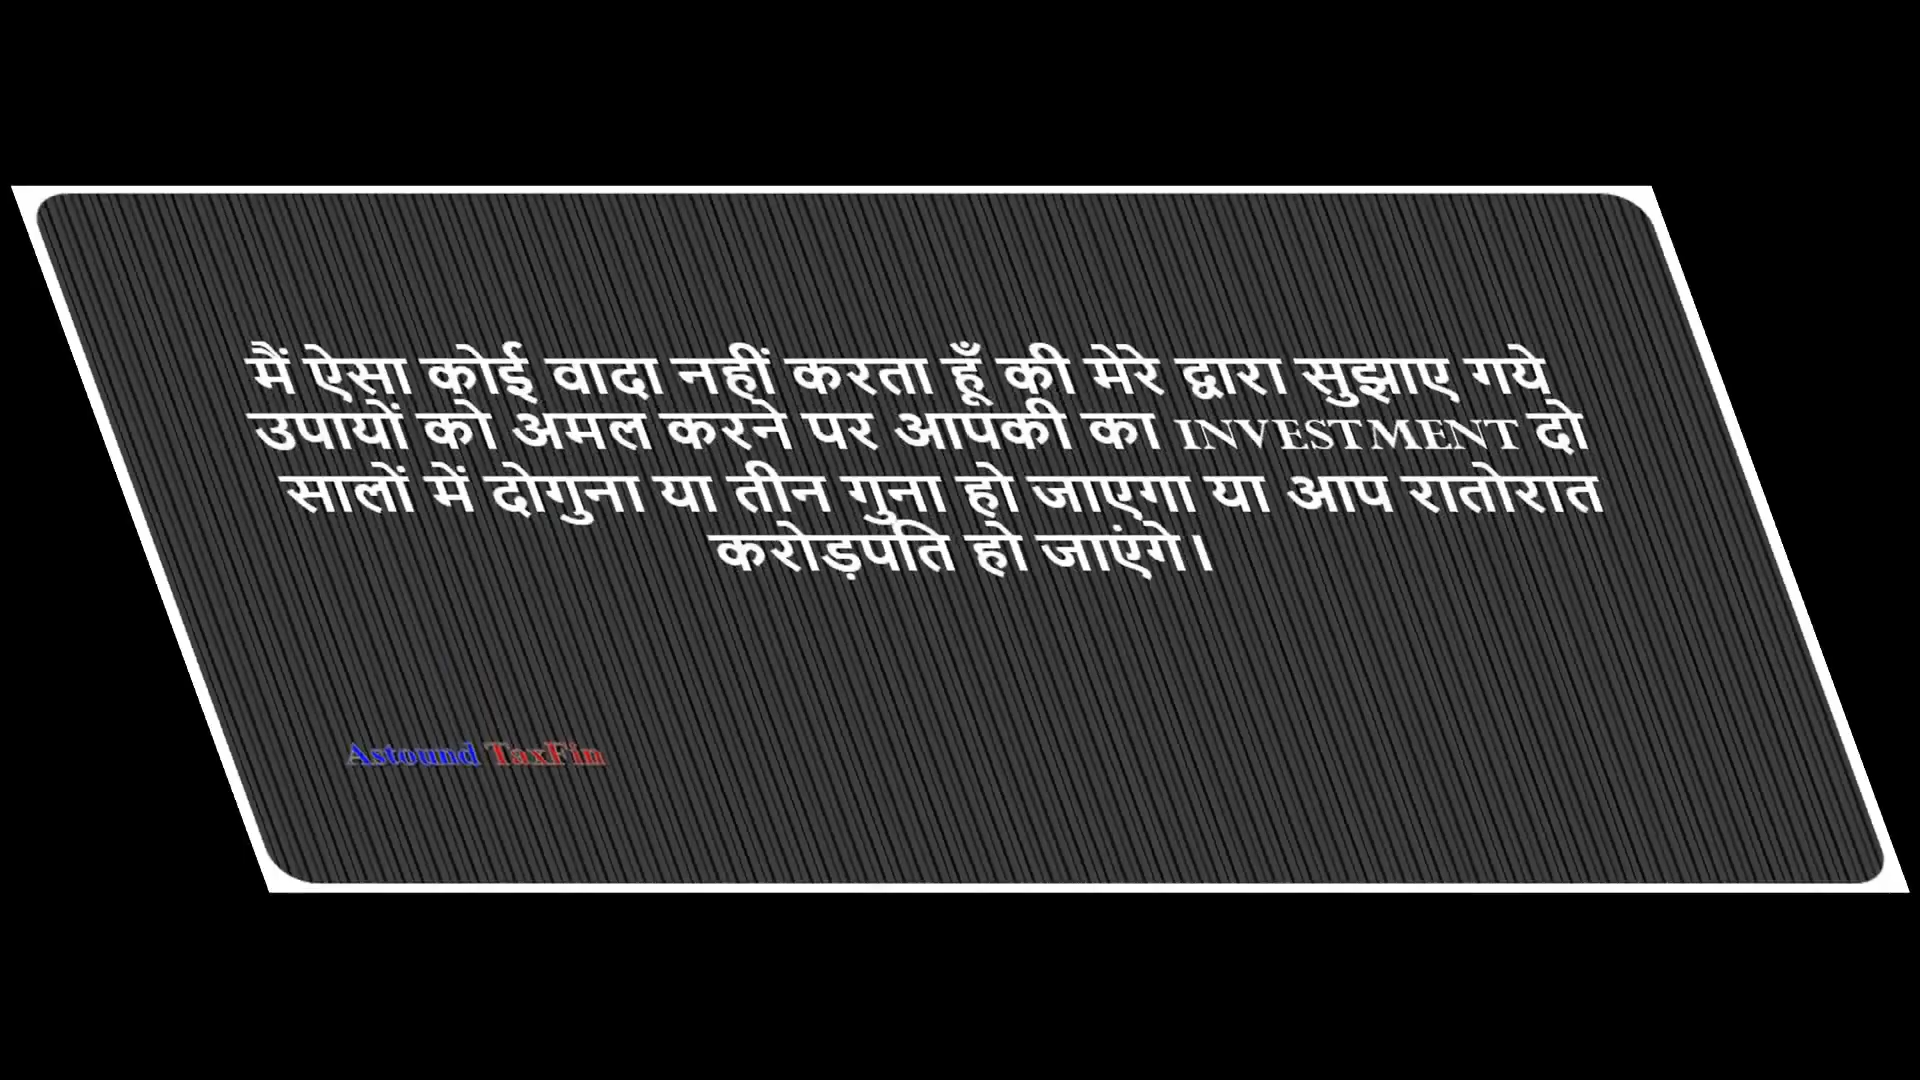 मैं ऐसा कोई वादा नहीं करता हूँ की मेरे द्वारा सुझाए गये
उपायों को अमल करने पर आपकी का INVESTMENT दो
सालों में दोगुना या तीन गुना हो जाएगा या आप रातोरात
करोड़पति हो जाएंगे।
Astound TaxFin